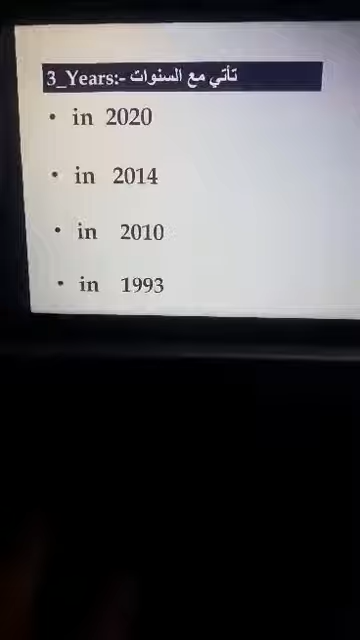 3_Years:- تأتي مع السنوات
• in 2020
• in 2014
• in 2010
• in 1993